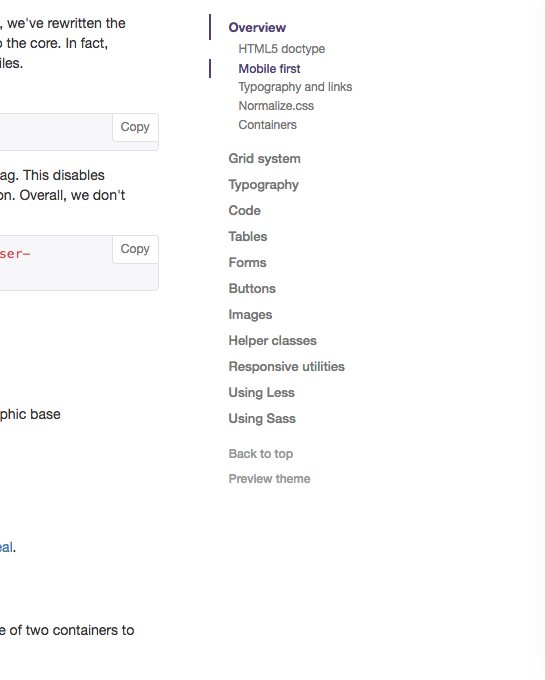 , we've rewritten the
the core. In fact,
iles.
Copy
ag. This disables
on. Overall, we don't
Copy
ser-
phic base
eal.
e of two containers to
Overview
HTML5 doctype
Mobile first
Typography and links
Normalize.css
Containers
Grid system
Typography
Code
Tables
Forms
Buttons
Images
Helper classes
Responsive utilities
Using Less
Using Sass
Back to top
Preview theme